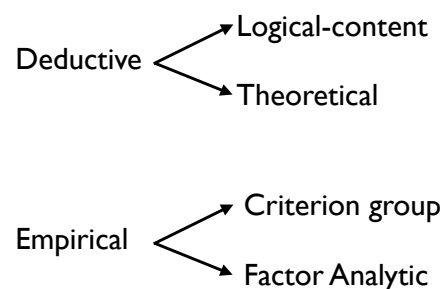 Logical-content
Deductive
Theoretical
Criterion group
Empirical
Factor Analytic